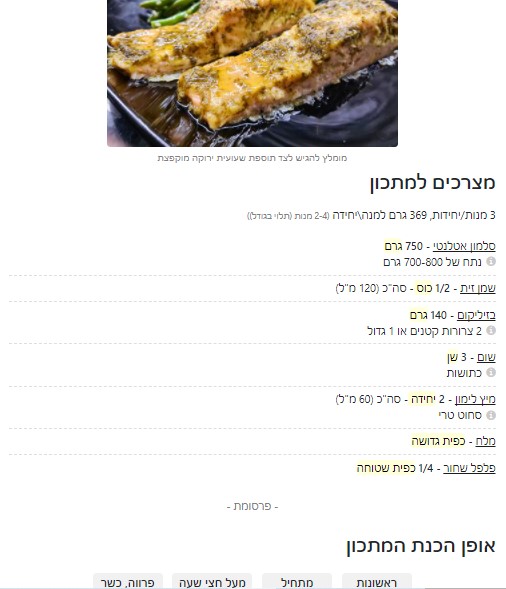 מומלץ להגיש לצד תוספת שעועית ירוקה מוקפצת
מצרכים למתכון
3 מנות/יחידות, 369 גרם למנה\יחידה (2-4 מנות (תלוי בגודל))
סלמון אטלנטי - 750 גרם
נתח של 700-800 גרם
שמן זית - 1/2 כוס - סה"כ (120 מ"ל)
בזיליקום - 140 גרם
2 צרורות קטנים או 1 גדול
שום - 3 שן
כתושות
מיץ לימון - 2 יחידה - סה"כ (60 מ"ל)
סחוט טרי
מלח - כפית גדושה
פלפל שחור - 1/4 כפית שטוחה
- פרסומת -
אופן הכנת המתכון
ראשונות מתחיל מעל חצי שעה פרווה, כשר